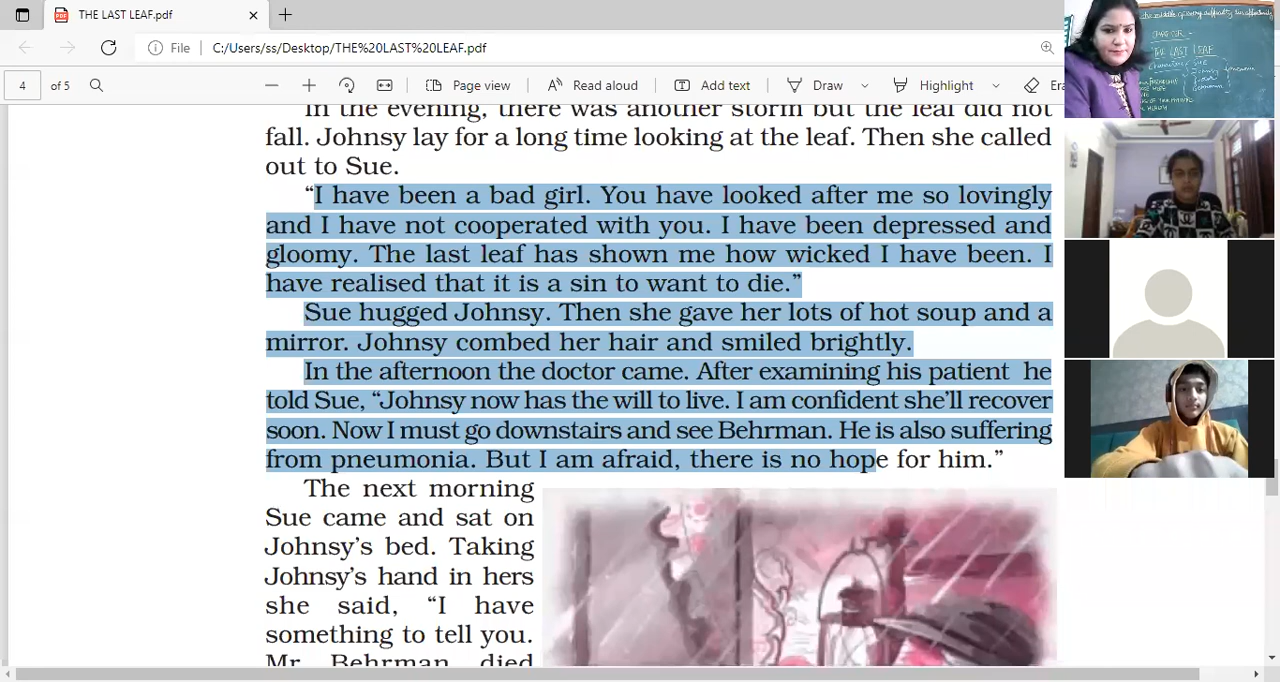 THE LAST LEAF.pdf
File C:/Users/ss/Desktop/THE%20LAST%20LEAF.pdf
4 of 5 Page view Read aloud Add text Draw Highlight Era
In the evening, there was another storm but the leaf did not
fall. Johnsy lay for a long time looking at the leaf. Then she called
out to Sue.
“I have been a bad girl. You have looked after me so lovingly
and I have not cooperated with you. I have been depressed and
gloomy. The last leaf has shown me how wicked I have been. I
have realised that it is a sin to want to die.”
Sue hugged Johnsy. Then she gave her lots of hot soup and a
mirror. Johnsy combed her hair and smiled brightly.
In the afternoon the doctor came. After examining his patient he
told Sue, “Johnsy now has the will to live. I am confident she’ll recover
soon. Now I must go downstairs and see Behrman. He is also suffering
from pneumonia. But I am afraid, there is no hope for him.”
The next morning
Sue came and sat on
Johnsy’s bed. Taking
Johnsy’s hand in hers
she said, “I have
something to tell you.
Mr Behrman died
THE LAST LEAF